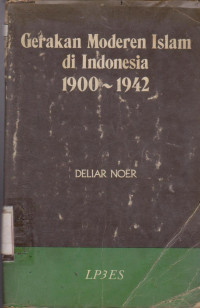 Gerakan Moderen Islam
di Indonesia
1900~1942
DELIAR NOER
LP3ES